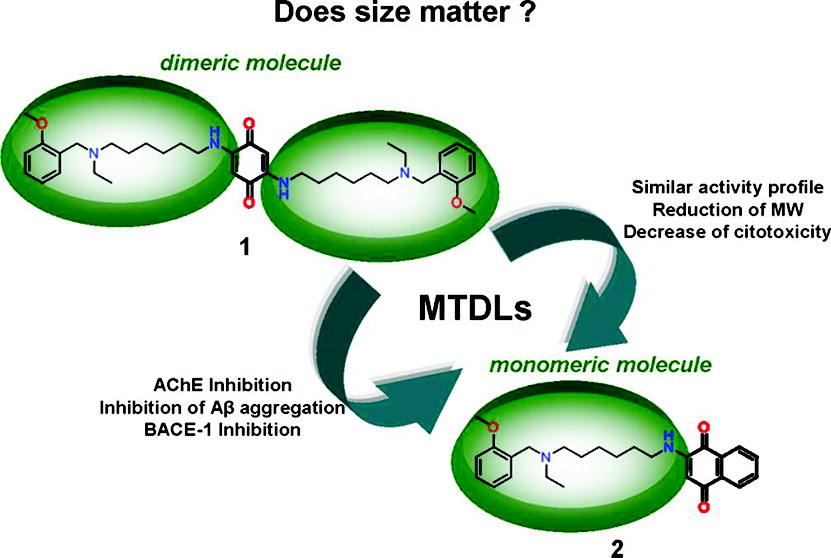 Does size matter ?
dimeric molecule
O
N
H
N
O
O
N
H
N
O
1
Similar activity profile
Reduction of MW
Decrease of citotoxicity
MTDLs
AChE Inhibition
Inhibition of Aβ aggregation
BACE-1 Inhibition
monomeric molecule
O
N
H
N
O
O
2